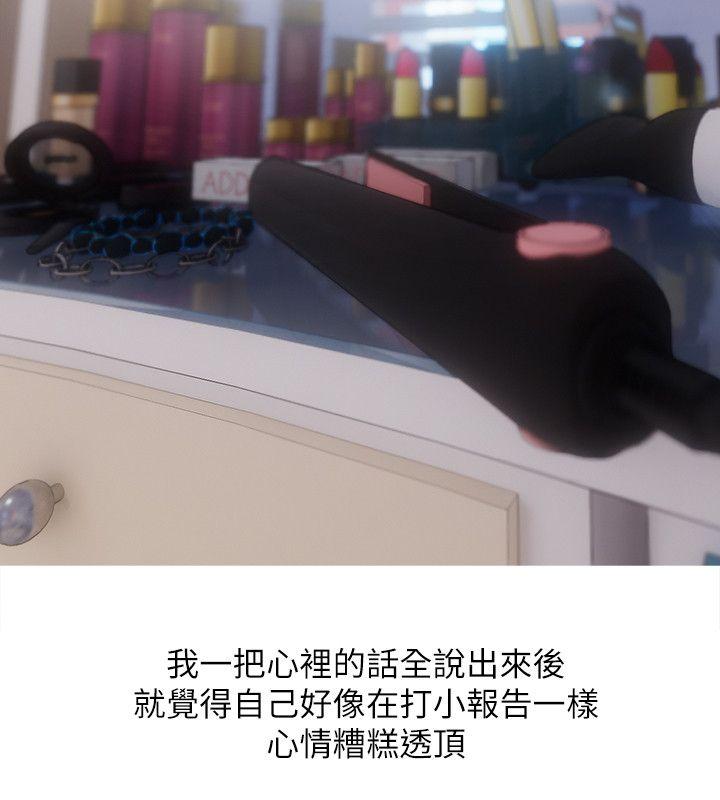 ADD
我一把心裡的話全說出來後
就覺得自己好像在打小報告一樣
心情糟糕透頂